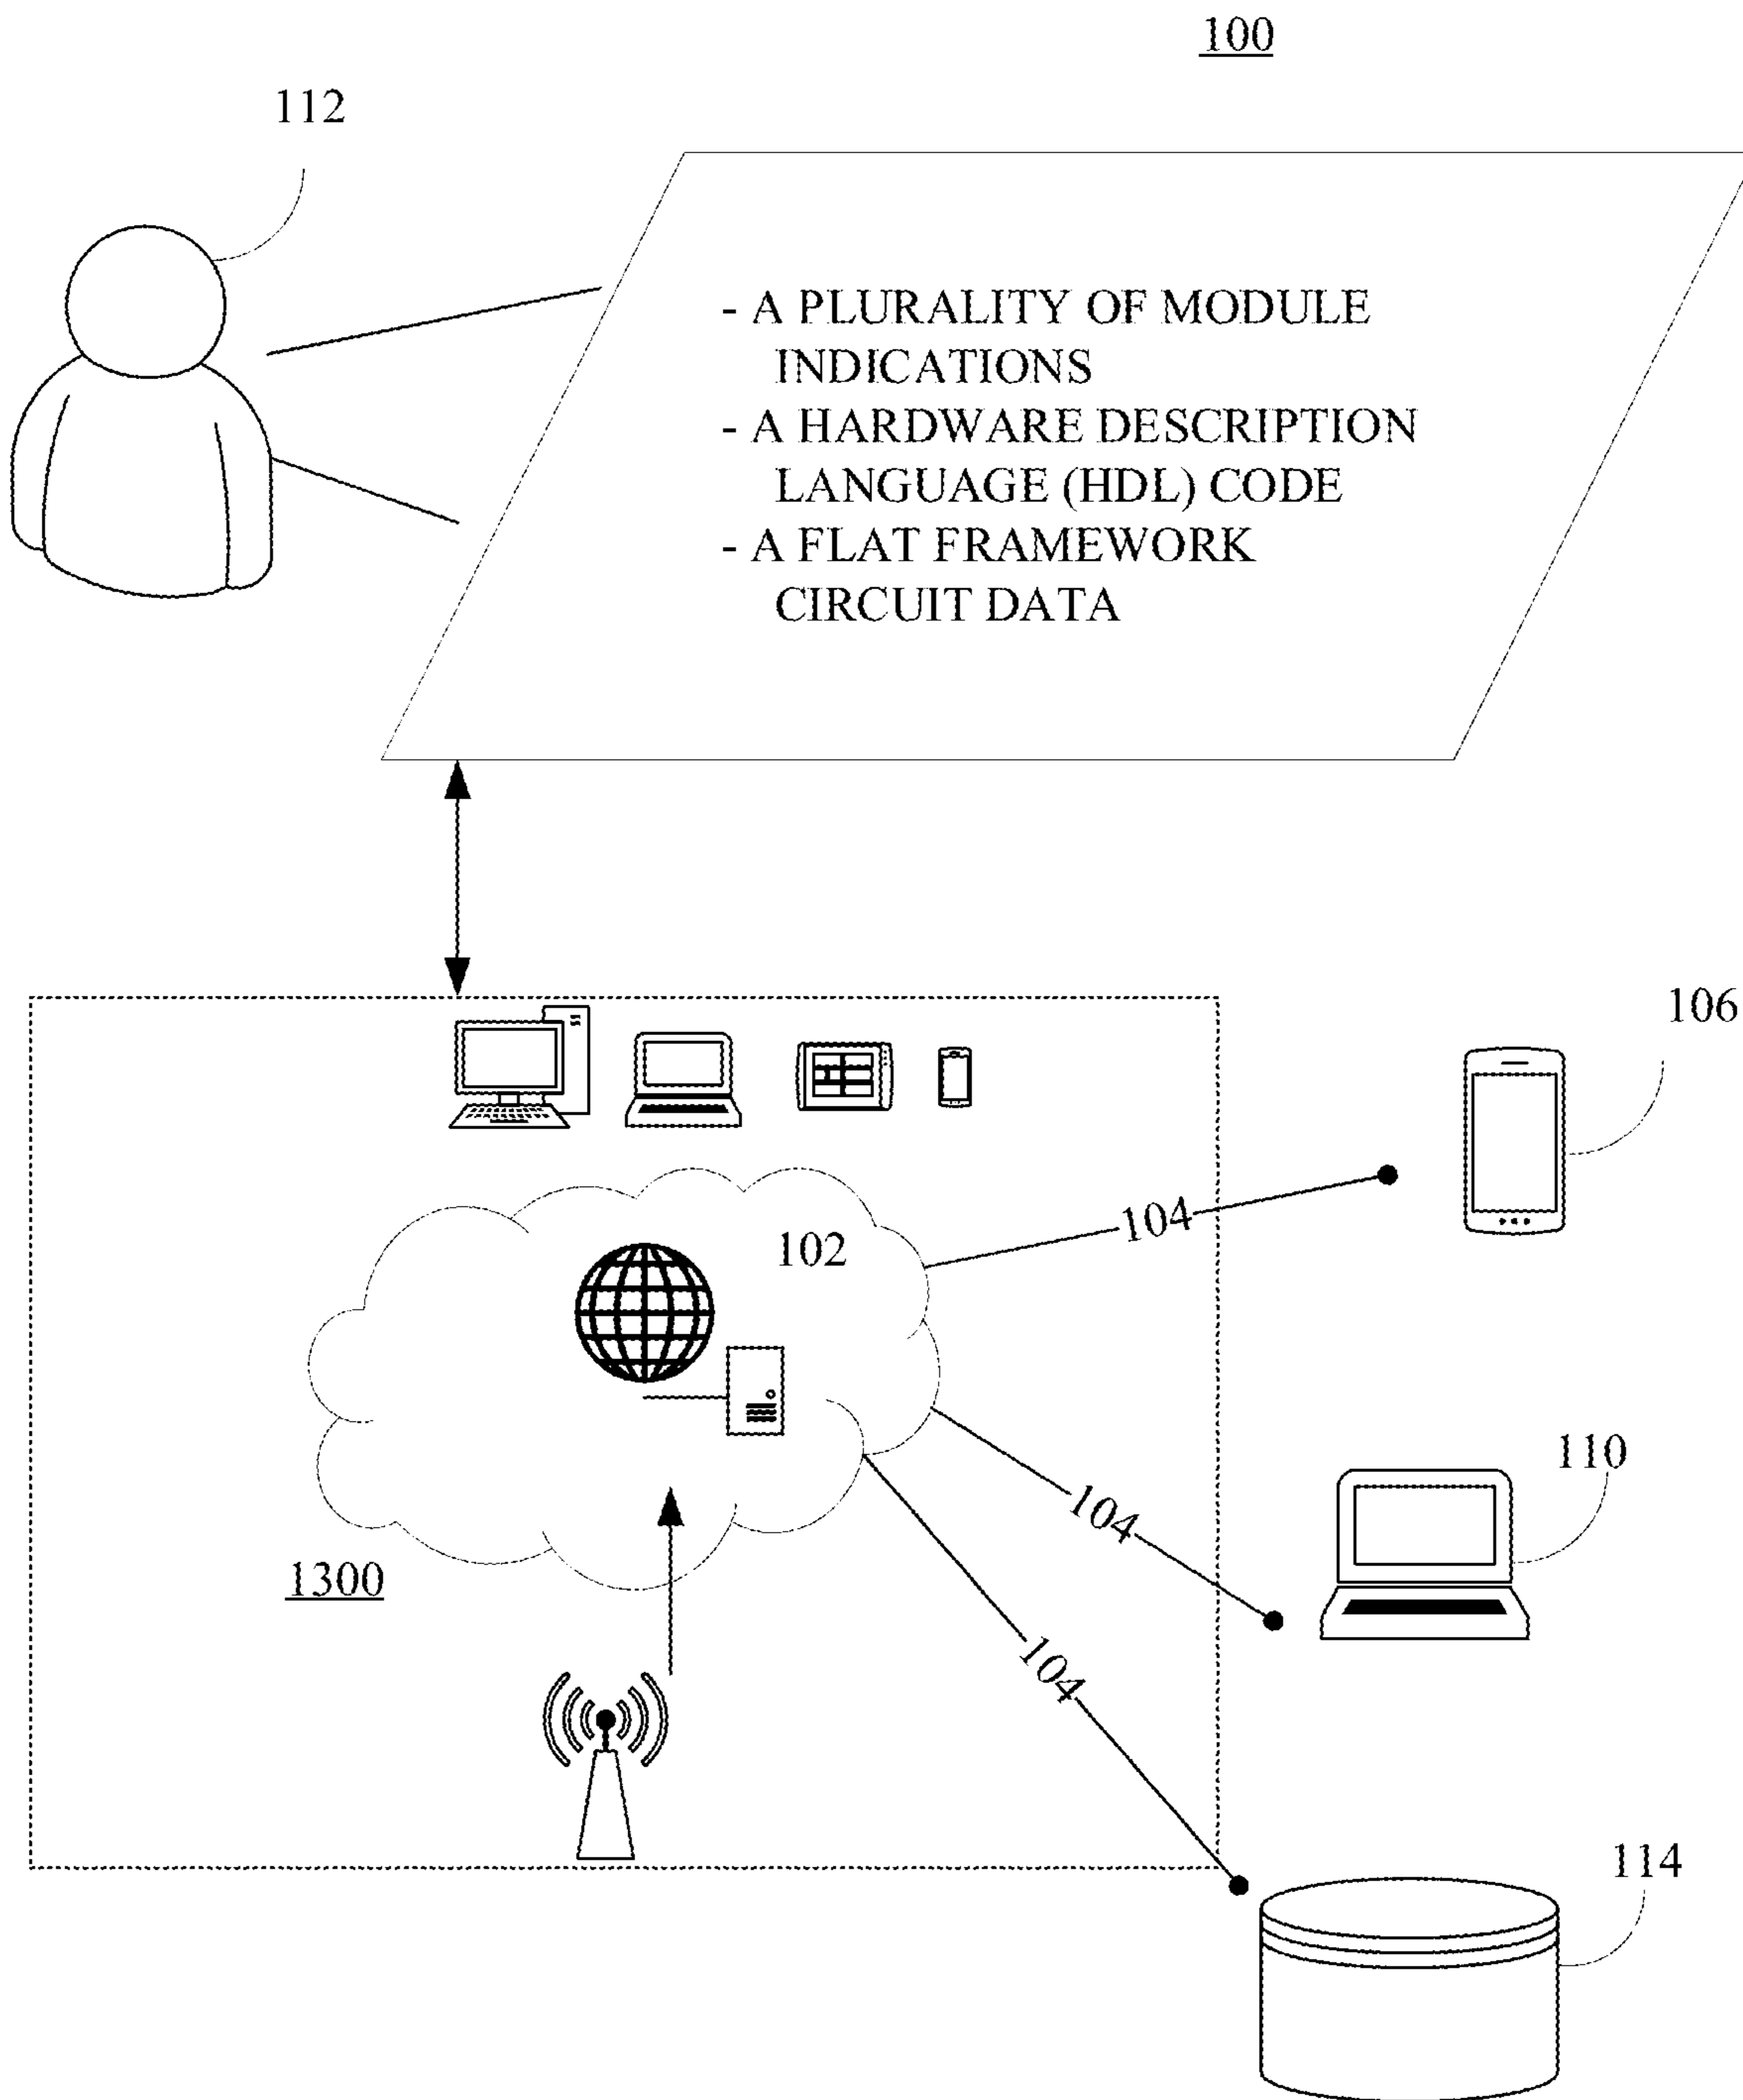 100
112
- A PLURALITY OF MODULE
INDICATIONS
- A HARDWARE DESCRIPTION
LANGUAGE (HDL) CODE
- A FLAT FRAMEWORK
CIRCUIT DATA
106
104
102
110
104
1300
104
114